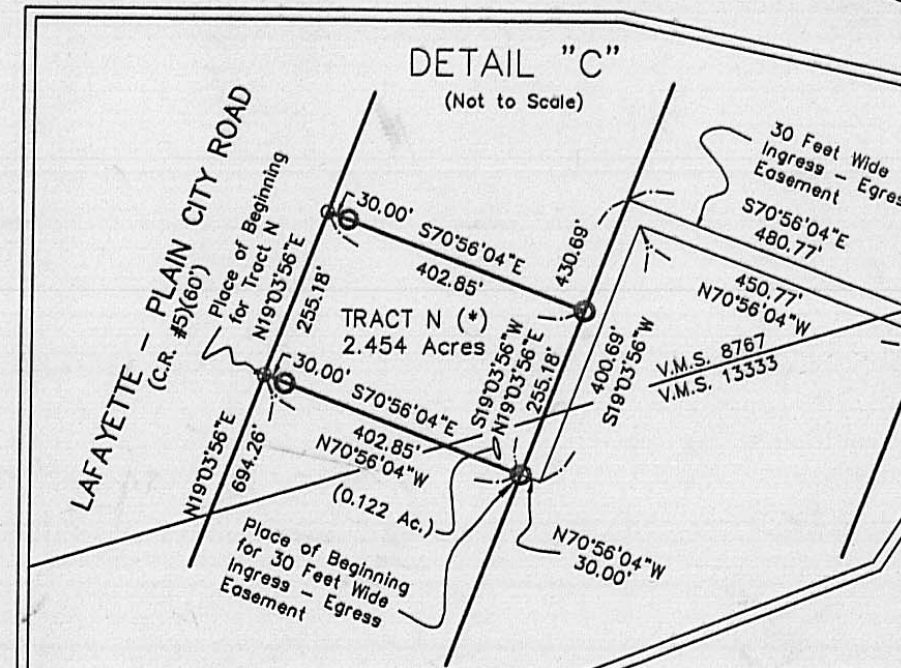 DETAIL "C"
(Not to Scale)
LAFAYETTE – PLAIN CITY ROAD
(C.R. #5)(60')
Place of Beginning
for Tract N
N19°03'56"E
255.18'
30.00'
S70°56'04"E
402.85'
430.69'
30 Feet Wide
Ingress – Egres
Easement
S70°56'04"E
480.77'
450.77'
N70°56'04"W
V.M.S. 8767
V.M.S. 13333
TRACT N (*)
2.454 Acres
S19°03'56"W
N19°03'56"E
255.18'
400.69'
S19°03'56"W
30.00'
S70°56'04"E
402.85'
N70°56'04"W
(0.122 Ac.)
N19°03'56"E
694.26'
Place of Beginning
for 30 Feet Wide
Ingress – Egress
Easement
N70°56'04"W
30.00'